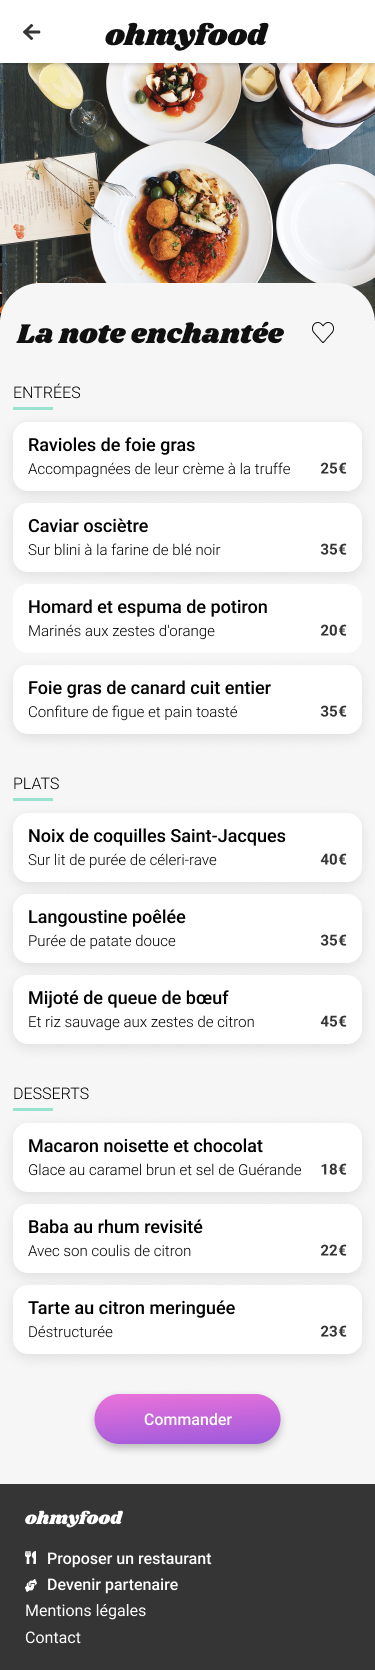 ohmyfood
La note enchantée
ENTRÉES
Ravioles de foie gras
Accompagnées de leur crème à la truffe 25€
Caviar osciètre
Sur blini à la farine de blé noir 35€
Homard et espuma de potiron
Marinés aux zestes d'orange 20€
Foie gras de canard cuit entier
Confiture de figue et pain toasté 35€
PLATS
Noix de coquilles Saint-Jacques
Sur lit de purée de céleri-rave 40€
Langoustine poêlée
Purée de patate douce 35€
Mijoté de queue de bœuf
Et riz sauvage aux zestes de citron 45€
DESSERTS
Macaron noisette et chocolat
Glace au caramel brun et sel de Guérande 18€
Baba au rhum revisité
Avec son coulis de citron 22€
Tarte au citron meringuée
Déstructurée 23€
Commander
ohmyfood
Proposer un restaurant
Devenir partenaire
Mentions légales
Contact